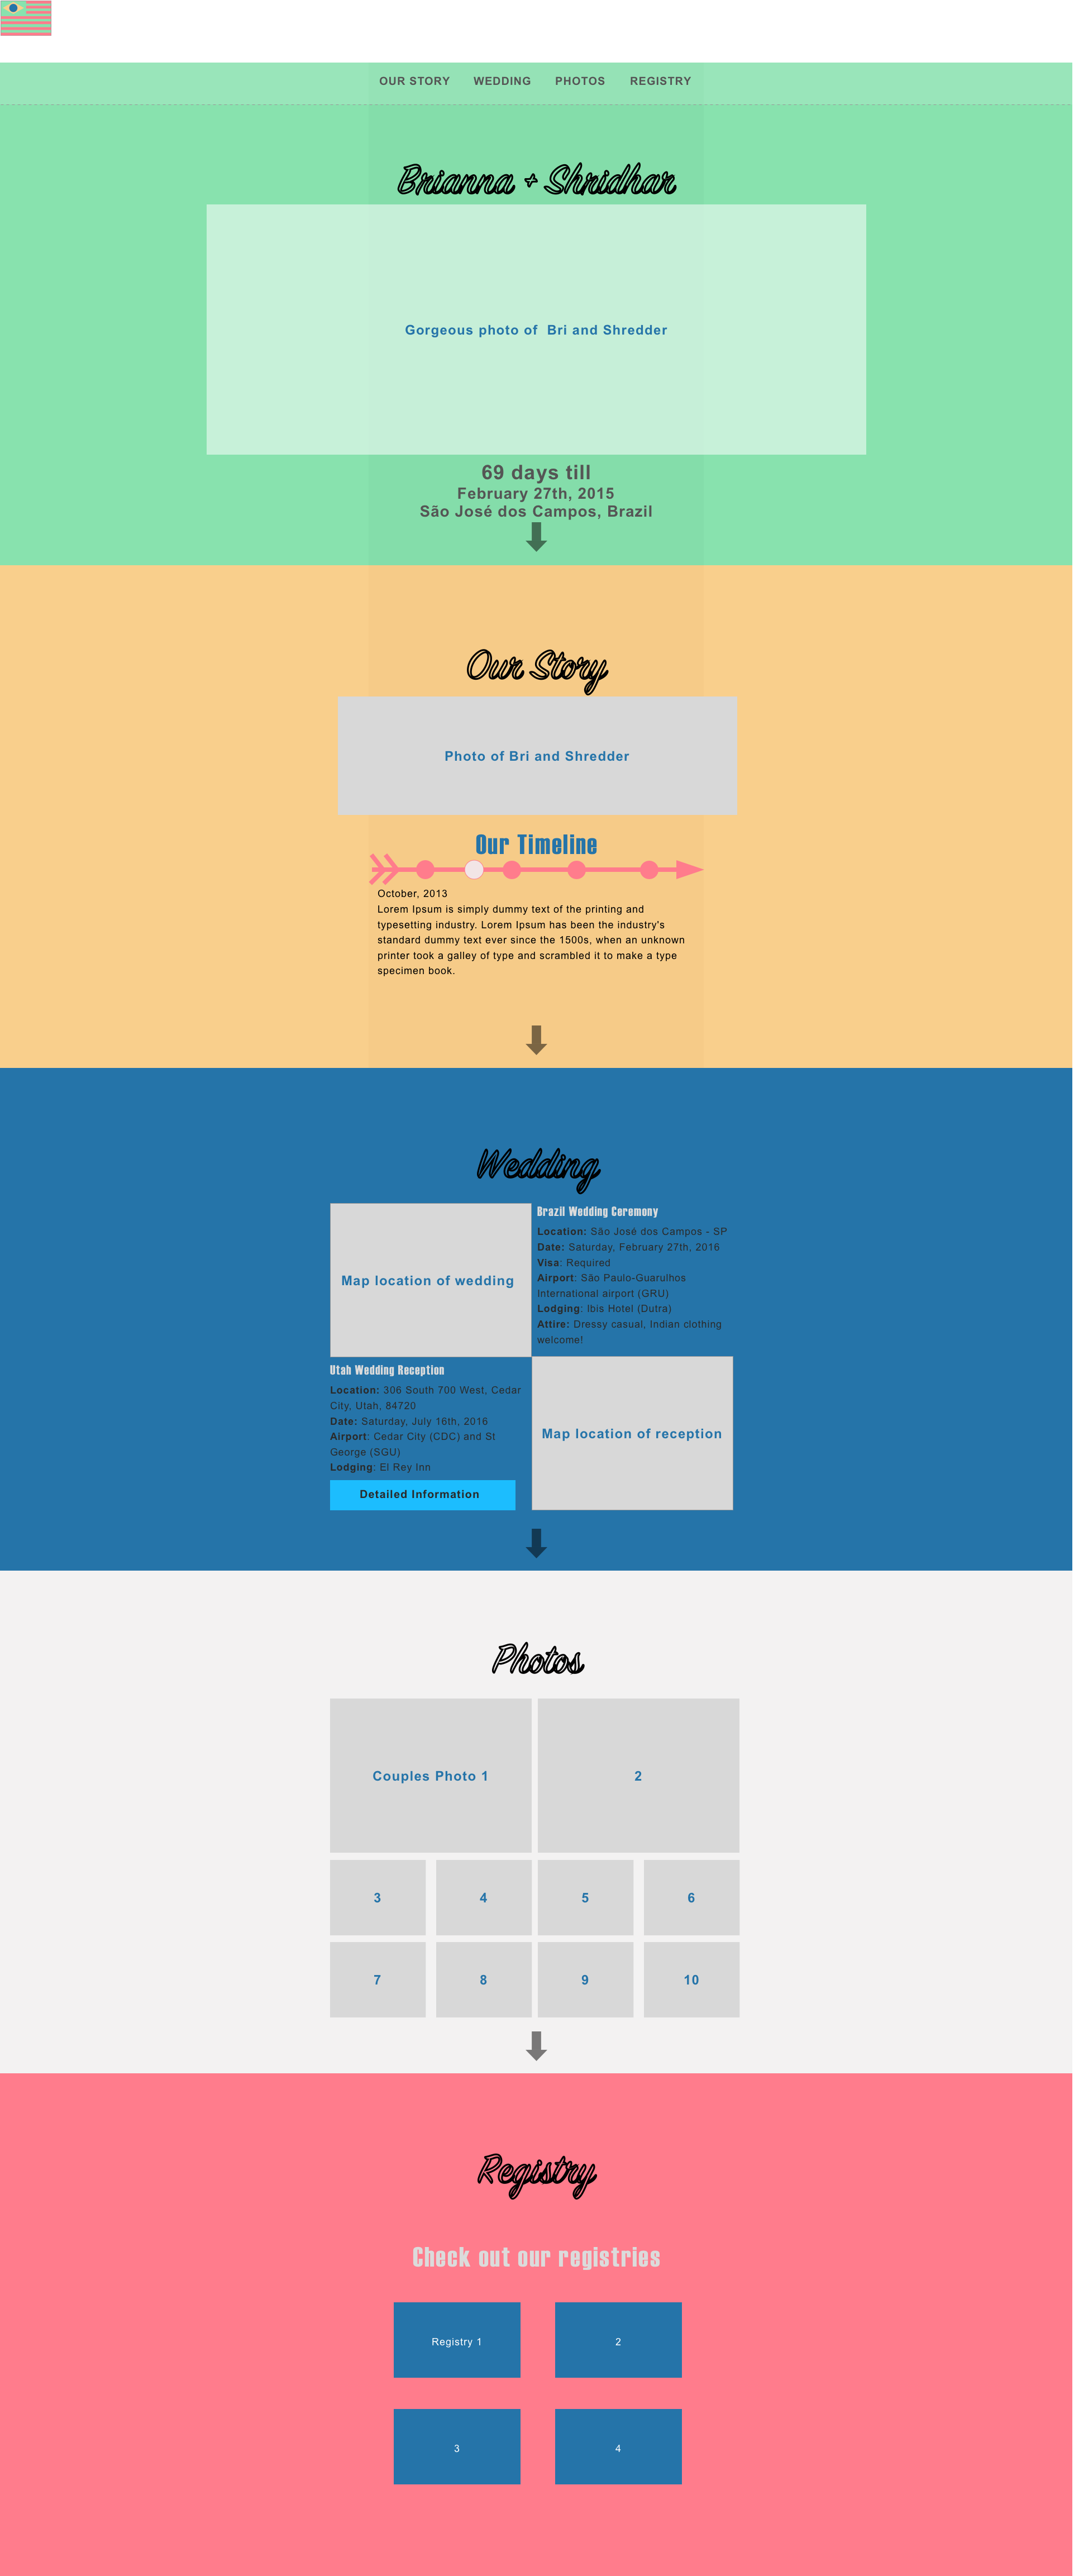 OUR STORY WEDDING PHOTOS REGISTRY
Brianna + Shridhar
Gorgeous photo of Bri and Shredder
69 days till
February 27th, 2015
São José dos Campos, Brazil
Our Story
Photo of Bri and Shredder
Our Timeline
October, 2013
Lorem Ipsum is simply dummy text of the printing and
typesetting industry. Lorem Ipsum has been the industry's
standard dummy text ever since the 1500s, when an unknown
printer took a galley of type and scrambled it to make a type
specimen book.
Wedding
Map location of wedding
Brazil Wedding Ceremony
Location: São José dos Campos - SP
Date: Saturday, February 27th, 2016
Visa: Required
Airport: São Paulo-Guarulhos
International airport (GRU)
Lodging: Ibis Hotel (Dutra)
Attire: Dressy casual, Indian clothing
welcome!
Utah Wedding Reception
Location: 306 South 700 West, Cedar
City, Utah, 84720
Date: Saturday, July 16th, 2016
Airport: Cedar City (CDC) and St
George (SGU)
Lodging: El Rey Inn
Detailed Information
Map location of reception
Photos
Couples Photo 1
2
3
4
5
6
7
8
9
10
Registry
Check out our registries
Registry 1
2
3
4